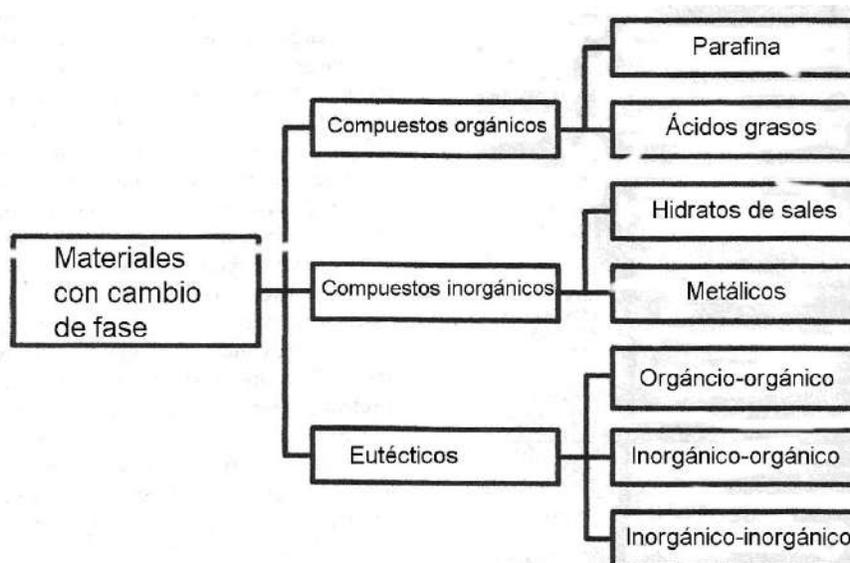 Parafina
Compuestos orgánicos
Ácidos grasos
Hidratos de sales
Materiales
con cambio
de fase
Compuestos inorgánicos
Metálicos
Orgáncio-orgánico
Eutécticos
Inorgánico-orgánico
Inorgánico-inorgánico